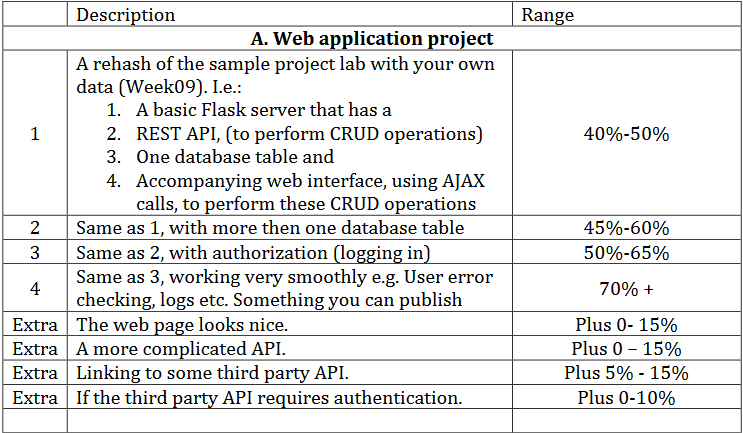 Description Range
A. Web application project
A rehash of the sample project lab with your own
data (Week09). I.e.:
1. A basic Flask server that has a
2. REST API, (to perform CRUD operations)
1 40%-50%
3. One database table and
4. Accompanying web interface, using AJAX
calls, to perform these CRUD operations
2 Same as 1, with more then one database table 45%-60%
3 Same as 2, with authorization (logging in) 50%-65%
4 Same as 3, working very smoothly e.g. User error
checking, logs etc. Something you can publish 70% +
Extra The web page looks nice. Plus 0- 15%
Extra A more complicated API. Plus 0 – 15%
Extra Linking to some third party API. Plus 5% - 15%
Extra If the third party API requires authentication. Plus 0-10%